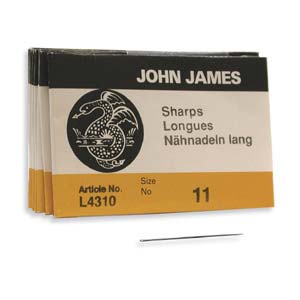 JOHN JAMES
Sharps
Longues
Nähnadeln lang
Article No.
L4310
Size
No
11